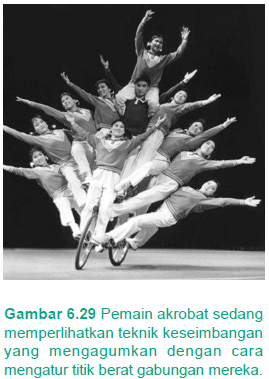 Gambar 6.29 Pemain akrobat sedang
memperlihatkan teknik keseimbangan
yang mengagumkan dengan cara
mengatur titik berat gabungan mereka.